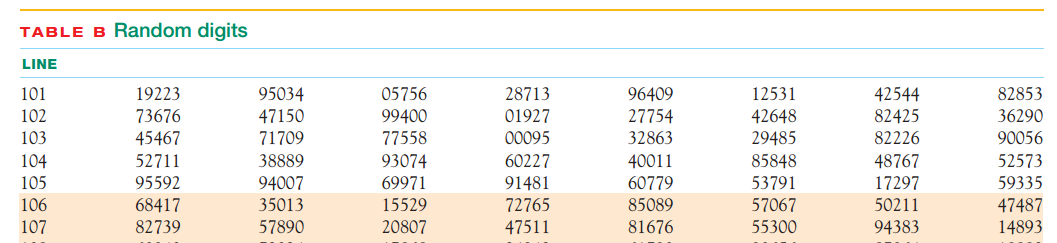 TABLE B Random digits
LINE
101 19223 95034 05756 28713 96409 12531 42544 82853
102 73676 47150 99400 01927 27754 42648 82425 36290
103 45467 71709 77558 00095 32863 29485 82226 90056
104 52711 38889 93074 60227 40011 85848 48767 52573
105 95592 94007 69971 91481 60779 53791 17297 59335
106 68417 35013 15529 72765 85089 57067 50211 47487
107 82739 57890 20807 47511 81676 55300 94383 14893